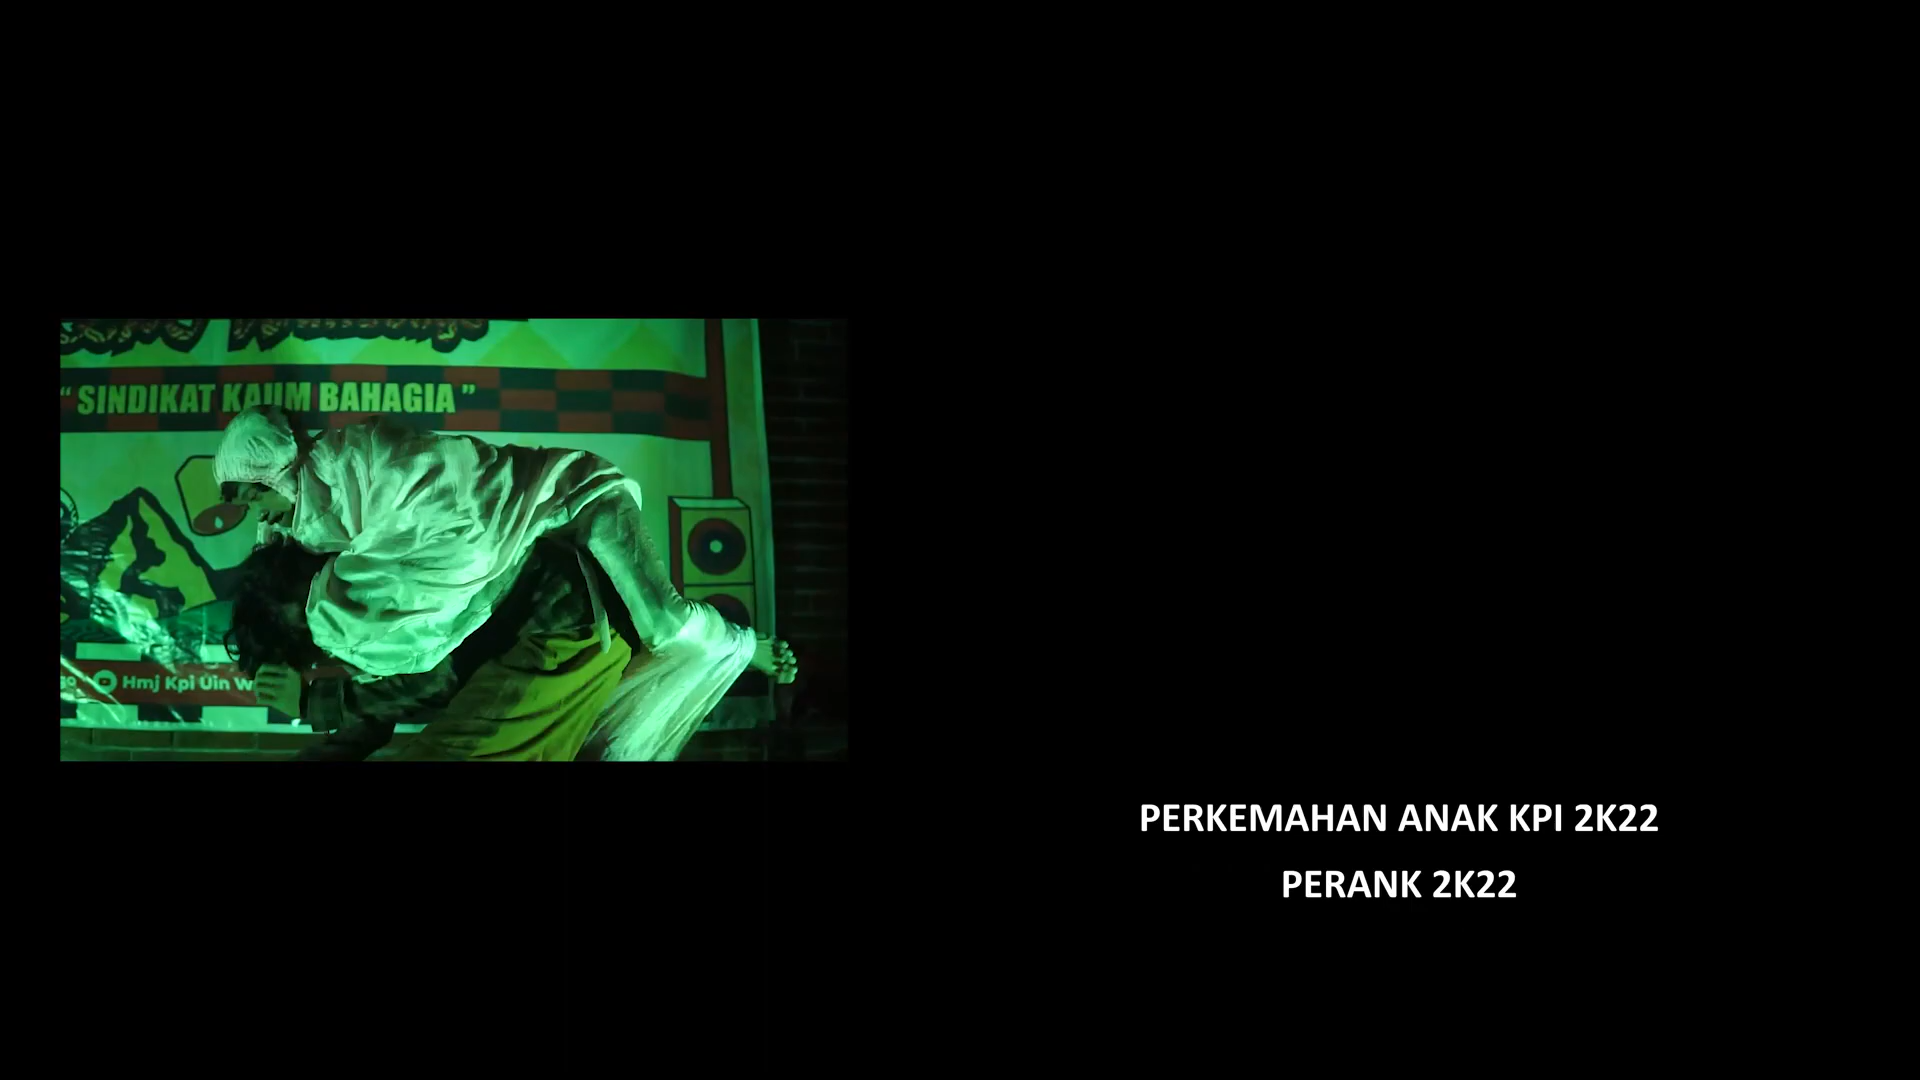 “ SINDIKAT KAUM BAHAGIA ”
Hmj Kpi Uin W
PERKEMAHAN ANAK KPI 2K22
PERANK 2K22